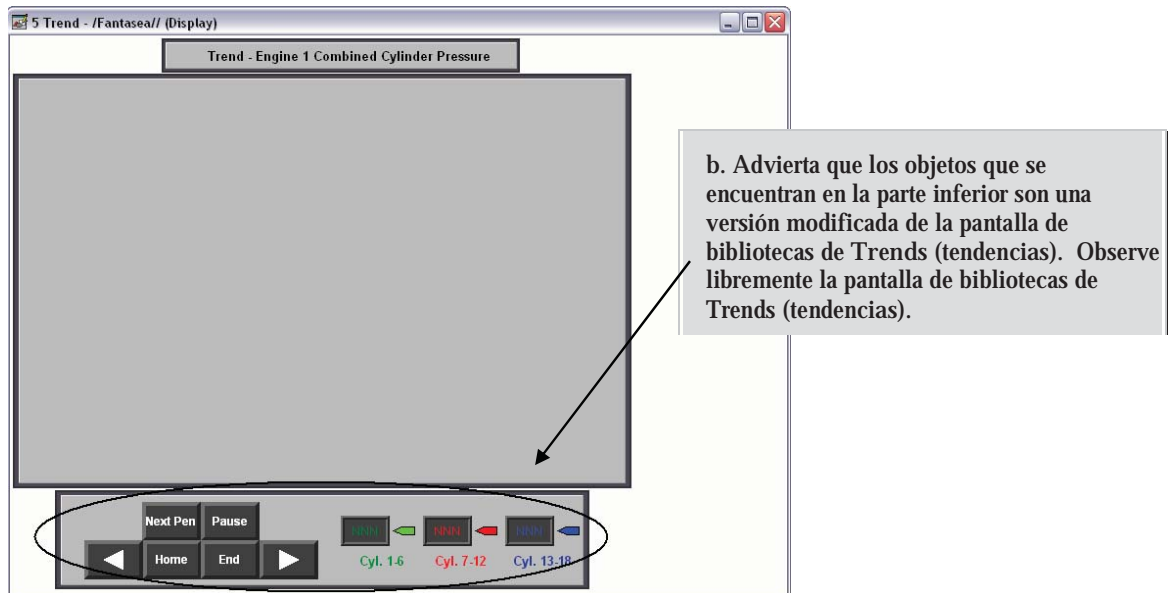 5 Trend - /Fantasea// (Display)
Trend - Engine 1 Combined Cylinder Pressure
b. Advierta que los objetos que se
encuentran en la parte inferior son una
versión modificada de la pantalla de
bibliotecas de Trends (tendencias).  Observe
libremente la pantalla de bibliotecas de
Trends (tendencias).
Next Pen Pause
Home End
NNN NNN NNN
Cyl. 1-6 Cyl. 7-12 Cyl. 13-18